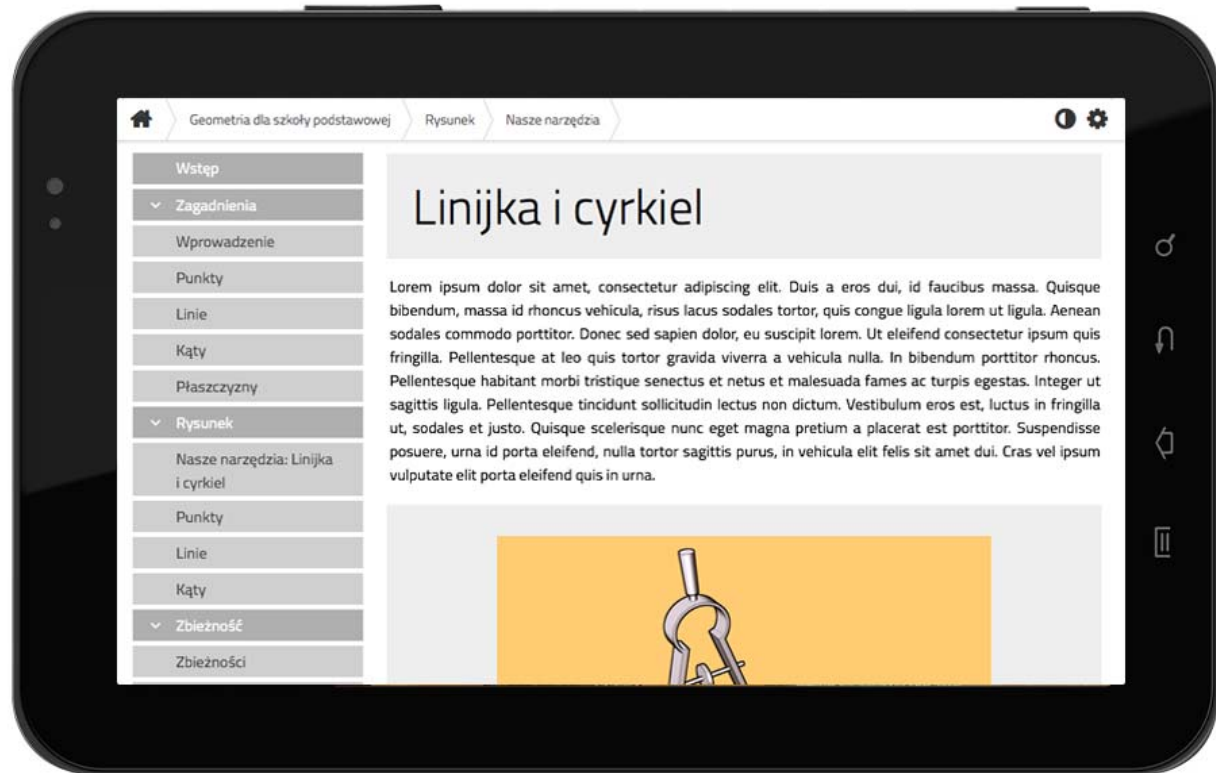 Geometria dla szkoły podstawowej Rysunek Nasze narzędzia
Wstęp
Zagadnienia
Wprowadzenie
Punkty
Linie
Kąty
Płaszczyzny
Rysunek
Nasze narzędzia: Linijka
i cyrkiel
Punkty
Linie
Kąty
Zbieżność
Zbieżności
Linijka i cyrkiel
Lorem ipsum dolor sit amet, consectetur adipiscing elit. Duis a eros dui, id faucibus massa. Quisque
bibendum, massa id rhoncus vehicula, risus lacus sodales tortor, quis congue ligula lorem ut ligula. Aenean
sodales commodo porttitor. Donec sed sapien dolor, eu suscipit lorem. Ut eleifend consectetur ipsum quis
fringilla. Pellentesque at leo quis tortor gravida viverra a vehicula nulla. In bibendum porttitor rhoncus.
Pellentesque habitant morbi tristique senectus et netus et malesuada fames ac turpis egestas. Integer ut
sagittis ligula. Pellentesque tincidunt sollicitudin lectus non dictum. Vestibulum eros est, luctus in fringilla
ut, sodales et justo. Quisque scelerisque nunc eget magna pretium a placerat est porttitor. Suspendisse
posuere, urna id porta eleifend, nulla tortor sagittis purus, in vehicula elit felis sit amet dui. Cras vel ipsum
vulputate elit porta eleifend quis in urna.